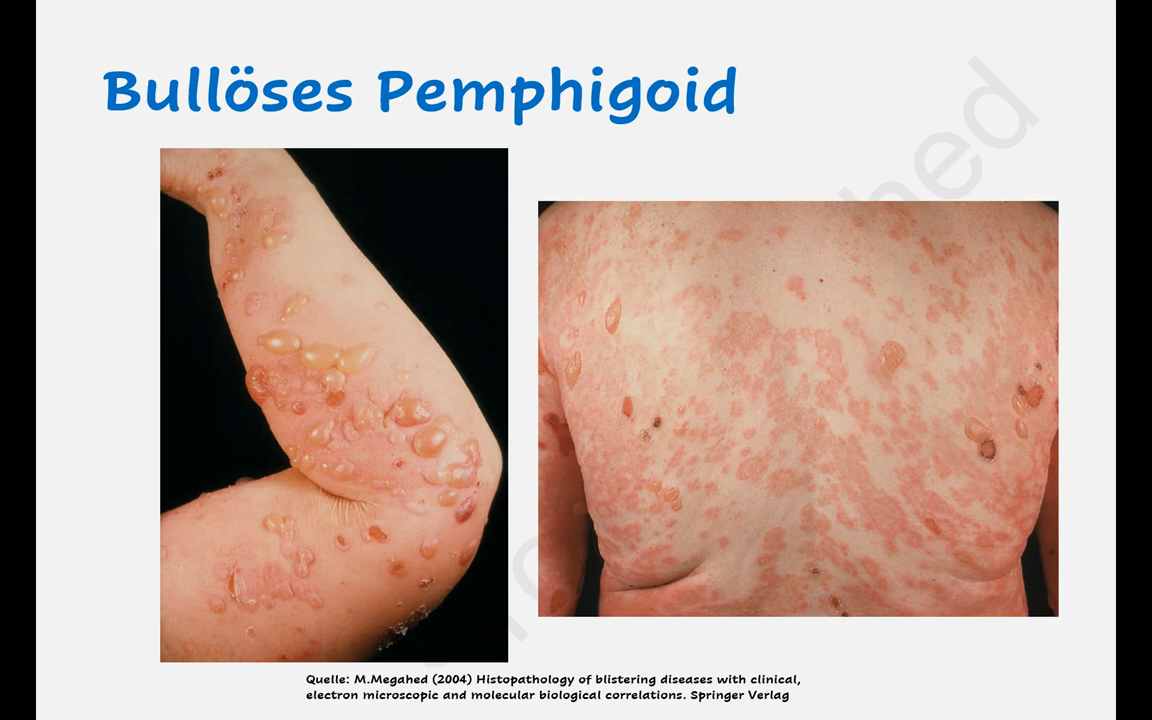 Bullöses Pemphigoid
Quelle: M.Megahed (2004) Histopathology of blistering diseases with clinical,
electron microscopic and molecular biological correlations. Springer Verlag